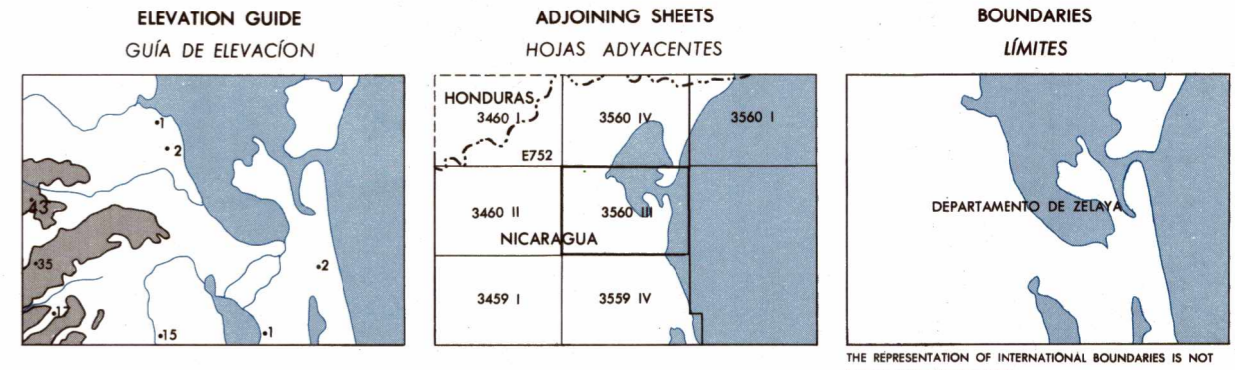 ELEVATION GUIDE
GUÍA DE ELEVACÍON
1
2
43
35
2
17
15
1
ADJOINING SHEETS
HOJAS ADYACENTES
HONDURAS
3460 I
3560 IV
3560 I
E752
3460 II
3560 III
NICARAGUA
3459 I
3559 IV
BOUNDARIES
LÍMITES
DEPARTAMENTO DE ZELAYA
THE REPRESENTATION OF INTERNATIONAL BOUNDARIES IS NOT